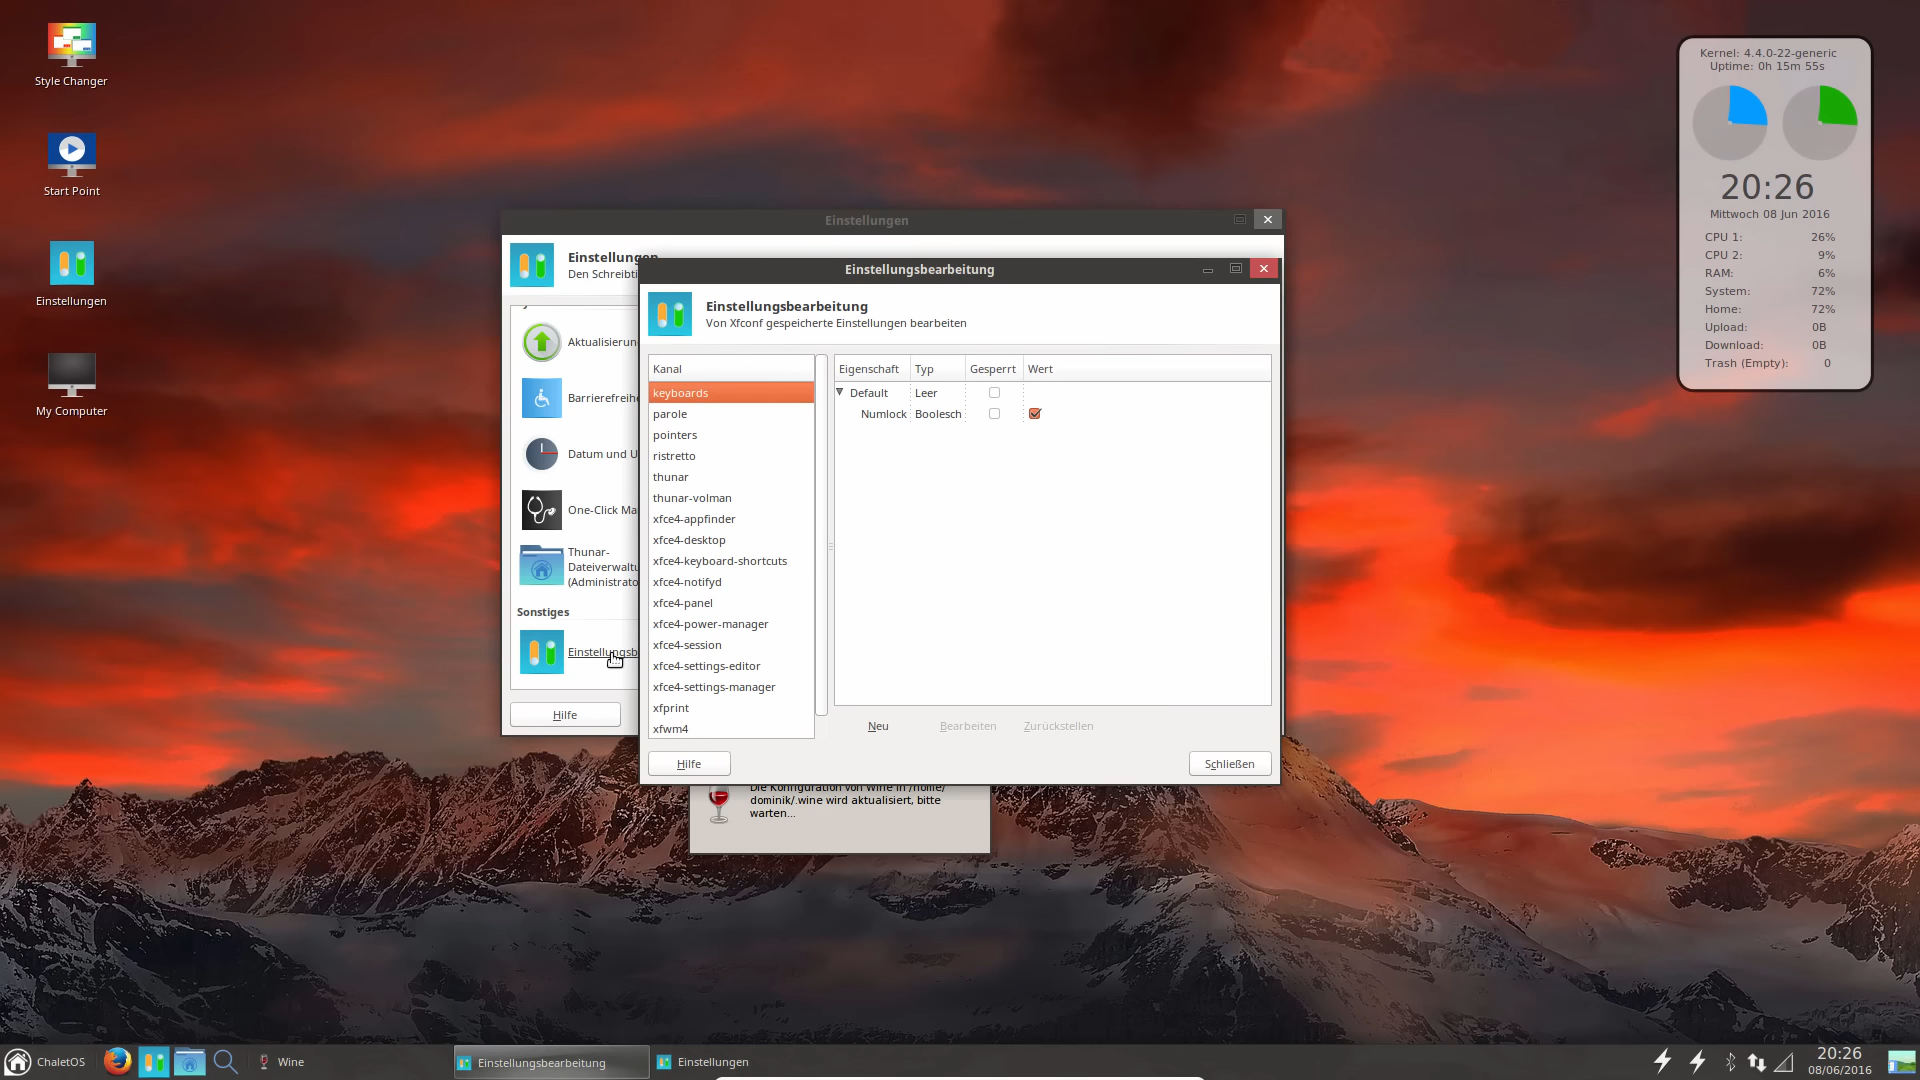 Style Changer
Start Point
Einstellungen
My Computer
Kernel: 4.4.0-22-generic
Uptime: 0h 15m 55s
20:26
Mittwoch 08 Jun 2016
CPU 1: 26%
CPU 2: 9%
RAM: 6%
System: 72%
Home: 72%
Upload: 0B
Download: 0B
Trash (Empty): 0
Einstellungen
Einstellungen
Den Schreibti
Aktualisierun
Barrierefreihe
Datum und U
One-Click Ma
Thunar-
Dateiverwaltu
(Administrato
Sonstiges
Einstellungsb
Hilfe
Einstellungsbearbeitung
Einstellungsbearbeitung
Von Xfconf gespeicherte Einstellungen bearbeiten
Kanal
keyboards
parole
pointers
ristretto
thunar
thunar-volman
xfce4-appfinder
xfce4-desktop
xfce4-keyboard-shortcuts
xfce4-notifyd
xfce4-panel
xfce4-power-manager
xfce4-session
xfce4-settings-editor
xfce4-settings-manager
xfprint
xfwm4
Eigenschaft Typ Gesperrt Wert
Default Leer
Numlock Boolesch
Neu Bearbeiten Zurückstellen
Hilfe Schließen
Die Konfiguration von Wine in /home/
dominik/.wine wird aktualisiert, bitte
warten...
ChaletOS Wine Einstellungsbearbeitung Einstellungen
20:26
08/06/2016